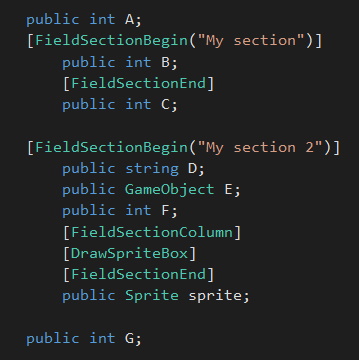 public int A;
[FieldSectionBegin("My section")]
public int B;
[FieldSectionEnd]
public int C;
[FieldSectionBegin("My section 2")]
public string D;
public GameObject E;
public int F;
[FieldSectionColumn]
[DrawSpriteBox]
[FieldSectionEnd]
public Sprite sprite;
public int G;